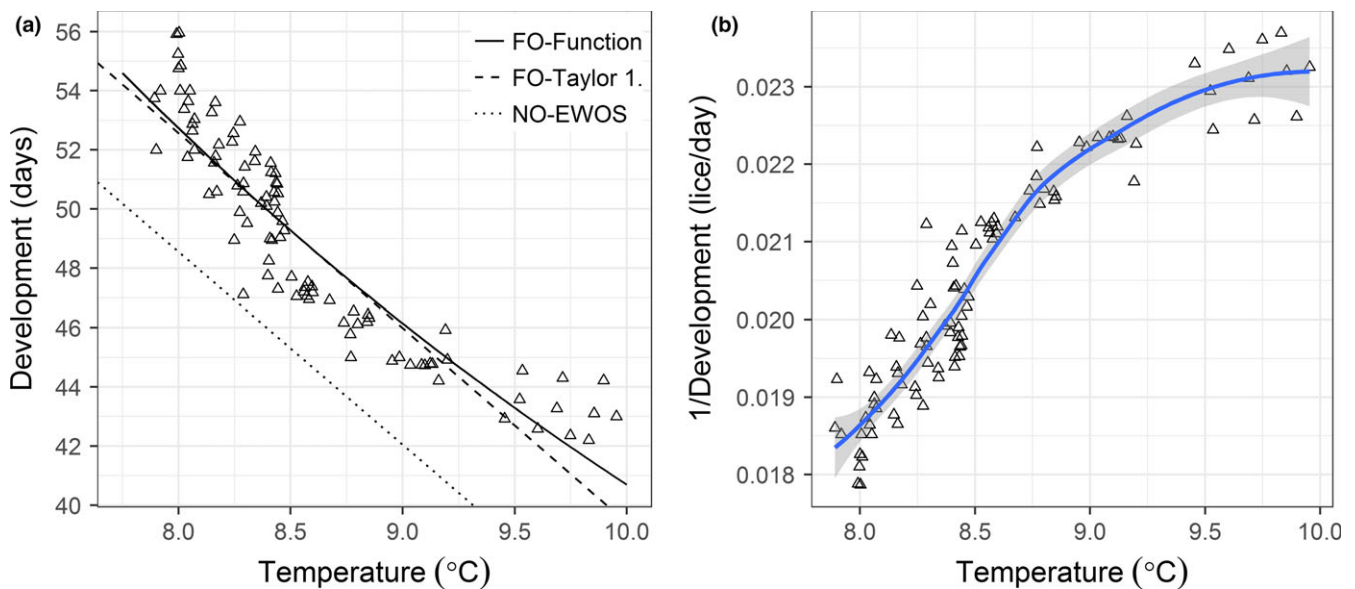 (a)
56
54
52
50
48
46
44
42
40
Development (days)
FO-Function
FO-Taylor 1.
NO-EWOS
8.0 8.5 9.0 9.5 10.0
Temperature (°C)
(b)
0.023
0.022
0.021
0.020
0.019
0.018
1/Development (lice/day)
8.0 8.5 9.0 9.5 10.0
Temperature (°C)